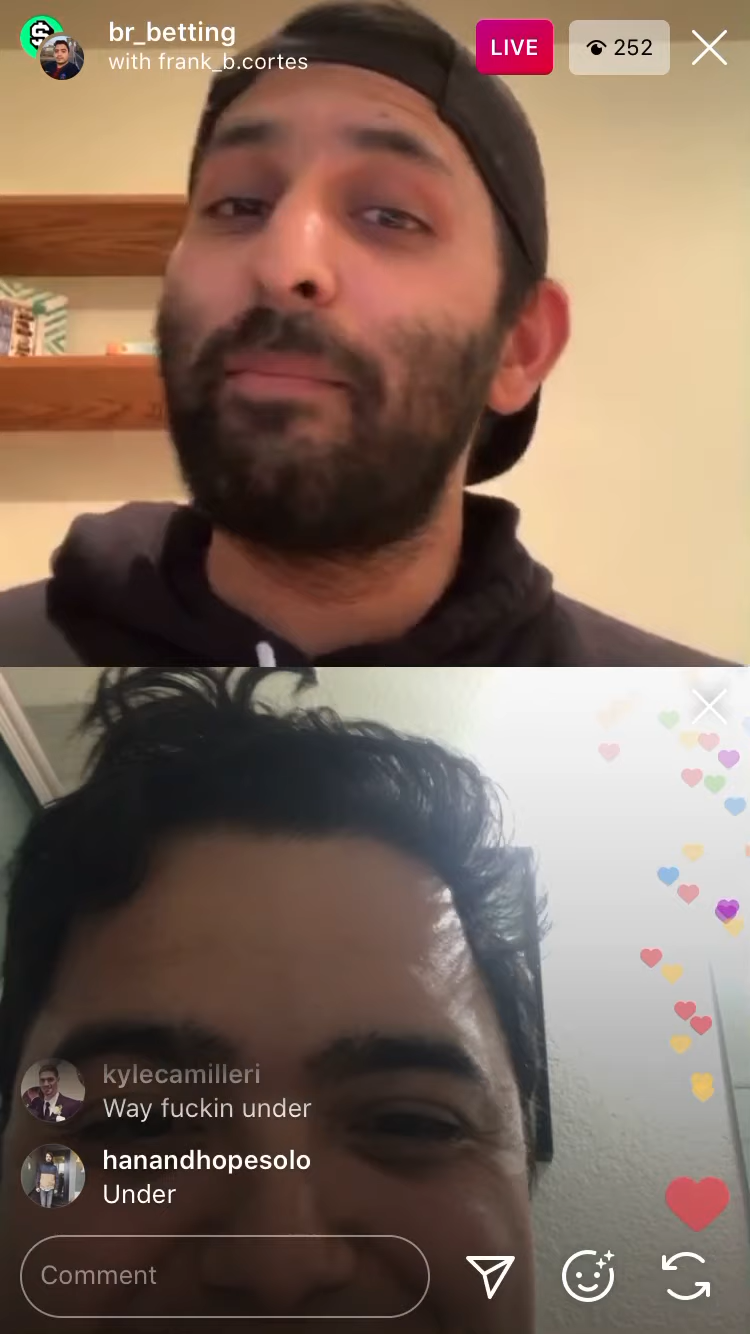 br_betting
with frank_b.cortes
LIVE
252
kylecamilleri
Way fuckin under
hanandhopesolo
Under
Comment